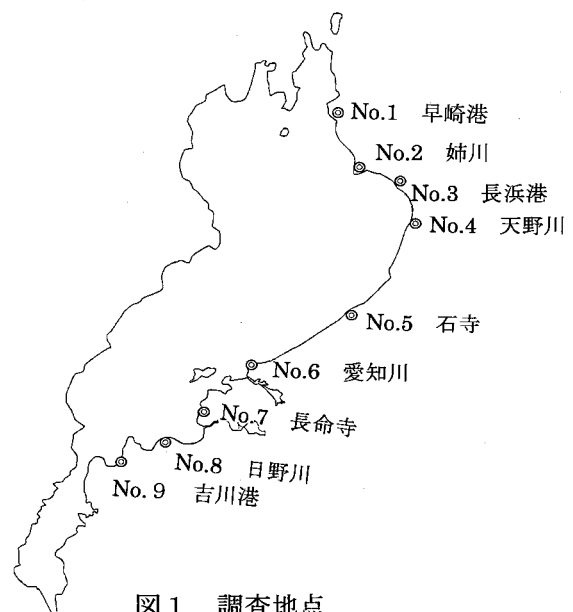 No.1 早崎港
No.2 姉川
No.3 長浜港
No.4 天野川
No.5 石寺
No.6 愛知川
No.7 長命寺
No.8 日野川
No.9 吉川港
図1 調査地点